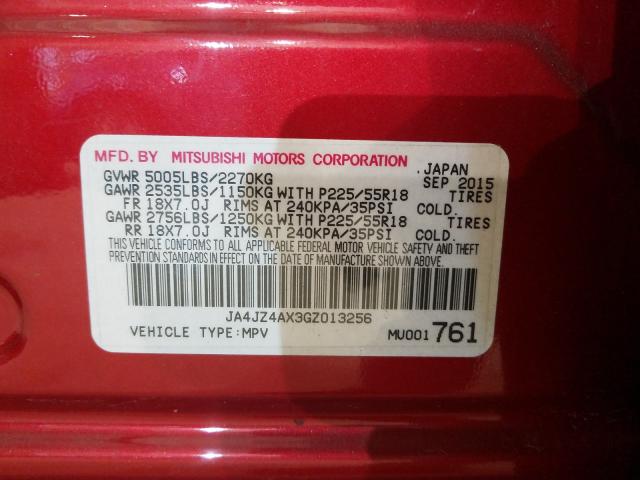 MFD. BY MITSUBISHI MOTORS CORPORATION . JAPAN
GVWR 5005LBS/2270KG SEP 2015
GAWR 2535LBS/1150KG WITH P225/55R18 TIRES
FR 18X7.0J RIMS AT 240KPA/35PSI COLD.
GAWR 2756LBS/1250KG WITH P225/55R18 TIRES
RR 18X7.0J RIMS AT 240KPA/35PSI COLD.
THIS VEHICLE CONFORMS TO ALL APPLICABLE FEDERAL MOTOR VEHICLE SAFETY AND THEFT
PREVENTION STANDARDS IN EFFECT ON THE DATE OF MANUFACTURE SHOWN ABOVE.
JA4JZ4AX3GZ013256
VEHICLE TYPE:MPV MU001 761